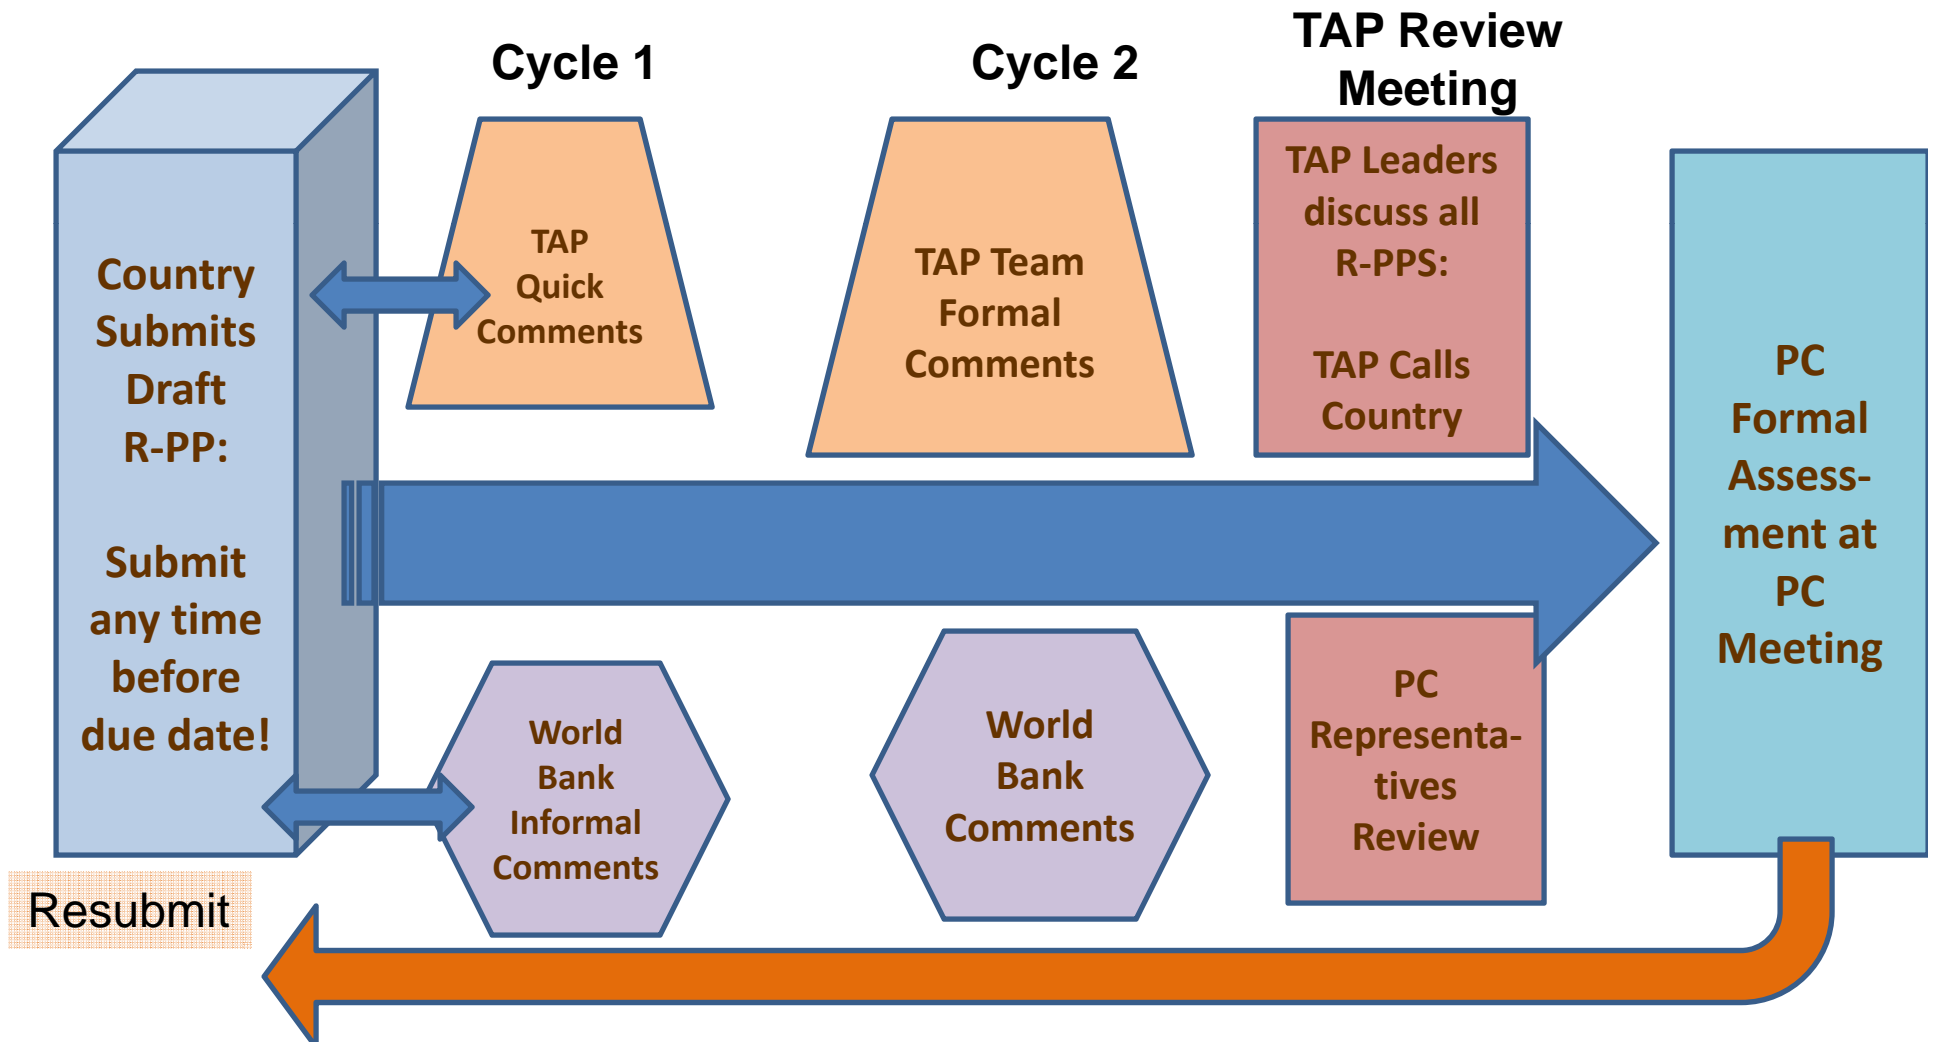 Cycle 1
Cycle 2
TAP Review
Meeting
Country
Submits
Draft
R-PP:
Submit
any time
before
due date!
TAP
Quick
Comments
TAP Team
Formal
Comments
TAP Leaders
discuss all
R-PPS:
TAP Calls
Country
PC
Formal
Assess-
ment at
PC
Meeting
World
Bank
Informal
Comments
World
Bank
Comments
PC
Representa-
tives
Review
Resubmit